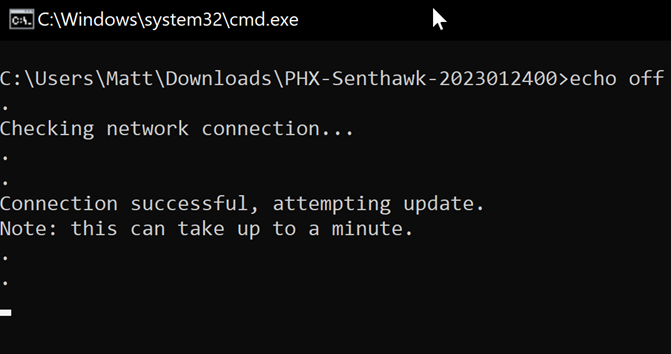 C:\Windows\system32\cmd.exe
C:\Users\Matt\Downloads\PHX-Senthawk-2023012400>echo off
.
Checking network connection...
.
.
Connection successful, attempting update.
Note: this can take up to a minute.
.
.